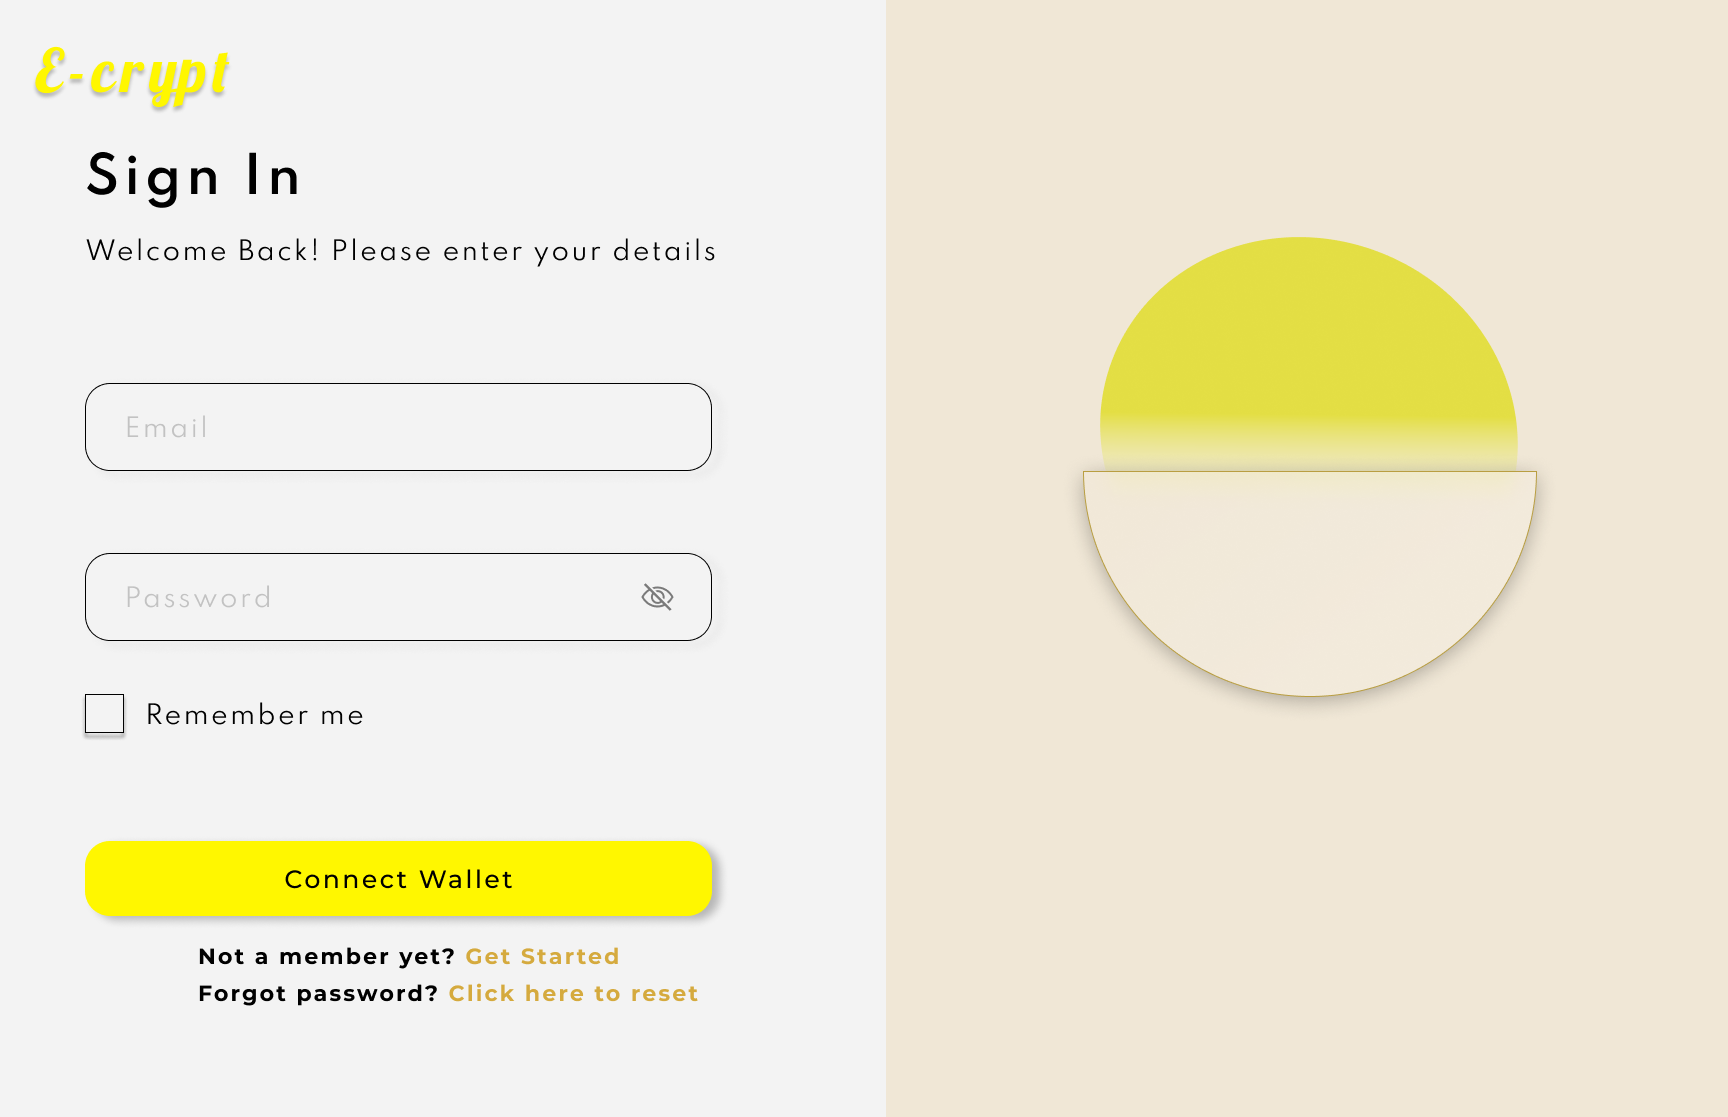 E-crypt
Sign In
Welcome Back! Please enter your details
Email
Password
Remember me
Connect Wallet
Not a member yet? Get Started
Forgot password? Click here to reset